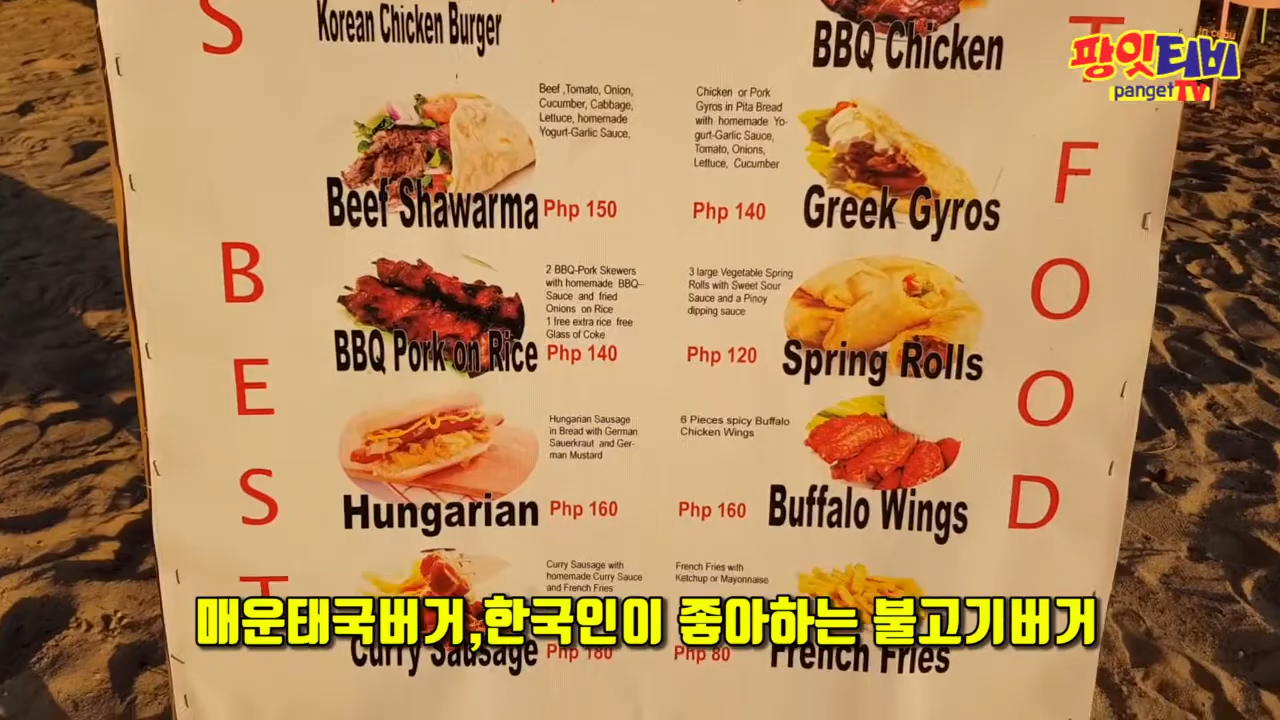 S
Korean Chicken Burger
BBQ Chicken
T
in cebu
팡잇티비
panget TV
Beef ,Tomato, Onion,
Cucumber, Cabbage,
Lettuce, homemade
Yogurt-Garlic Sauce,
Beef Shawarma
Php 150
Chicken or Pork
Gyros in Pita Bread
with homemade Yo-
gurt-Garlic Sauce,
Tomato, Onions,
Lettuce, Cucumber
Php 140
Greek Gyros
2 BBQ-Pork Skewers
with homemade BBQ-
Sauce and fried
Onions on Rice
1 free extra rice free
Glass of Coke
BBQ Pork on Rice
Php 140
3 large Vegetable Spring
Rolls with Sweet Sour
Sauce and a Pinoy
dipping sauce
Php 120
Spring Rolls
Hungarian Sausage
in Bread with German
Sauerkraut and Ger-
man Mustard
Hungarian
Php 160
6 Pieces spicy Buffalo
Chicken Wings
Php 160
Buffalo Wings
Curry Sausage with
homemade Curry Sauce
and French Fries
Curry Sausage
Php 180
French Fries with
Ketchup or Mayonnaise
Php 80
French Fries
B
E
S
T
F
O
O
D
매운태국버거,한국인이 좋아하는 불고기버거